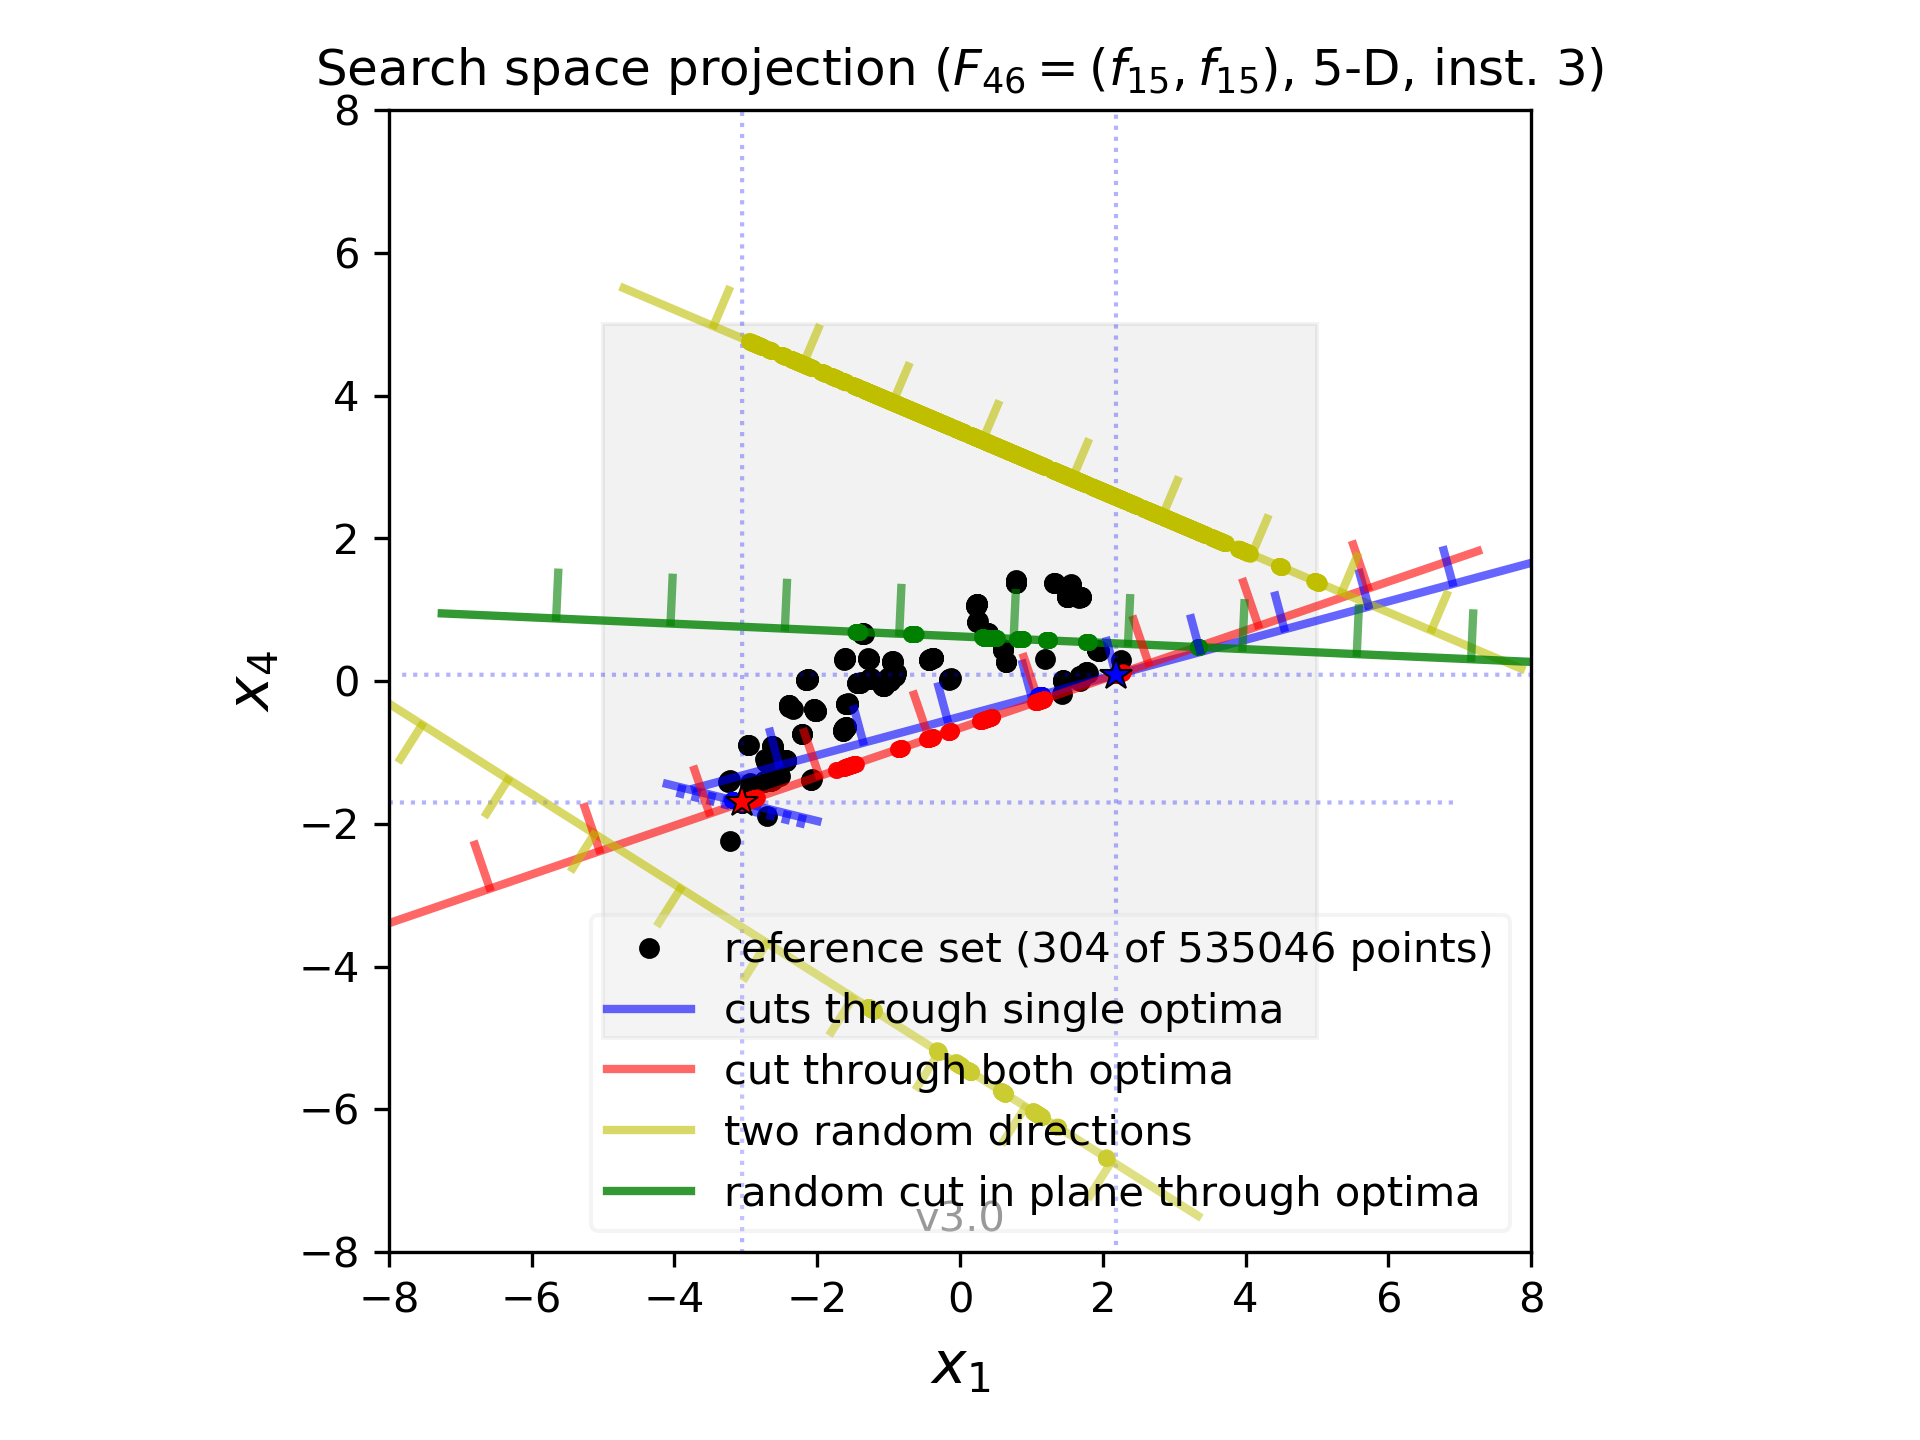 Search space projection (F₄₆ = (f₁₅, f₁₅), 5-D, inst. 3)
8
6
4
2
0
−2
−4
−6
−8
x₄
reference set (304 of 535046 points)
cuts through single optima
cut through both optima
two random directions
random cut in plane through optima
v3.0
−8 −6 −4 −2 0 2 4 6 8
x₁